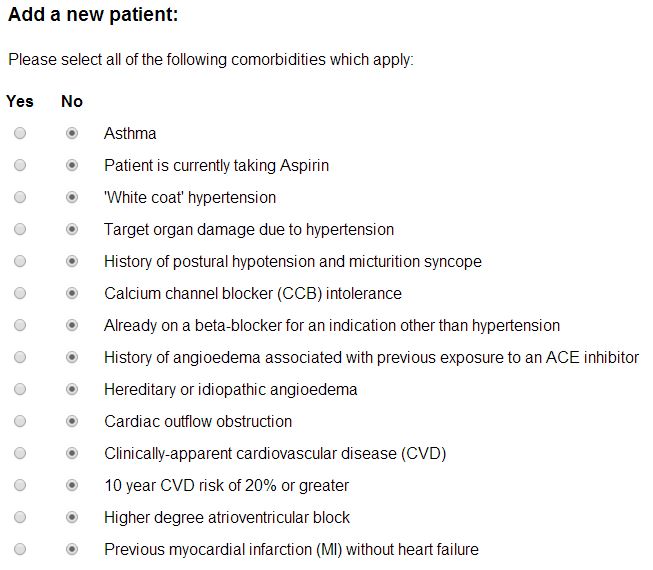 Add a new patient:
Please select all of the following comorbidities which apply:
Yes No
Asthma
Patient is currently taking Aspirin
'White coat' hypertension
Target organ damage due to hypertension
History of postural hypotension and micturition syncope
Calcium channel blocker (CCB) intolerance
Already on a beta-blocker for an indication other than hypertension
History of angioedema associated with previous exposure to an ACE inhibitor
Hereditary or idiopathic angioedema
Cardiac outflow obstruction
Clinically-apparent cardiovascular disease (CVD)
10 year CVD risk of 20% or greater
Higher degree atrioventricular block
Previous myocardial infarction (MI) without heart failure